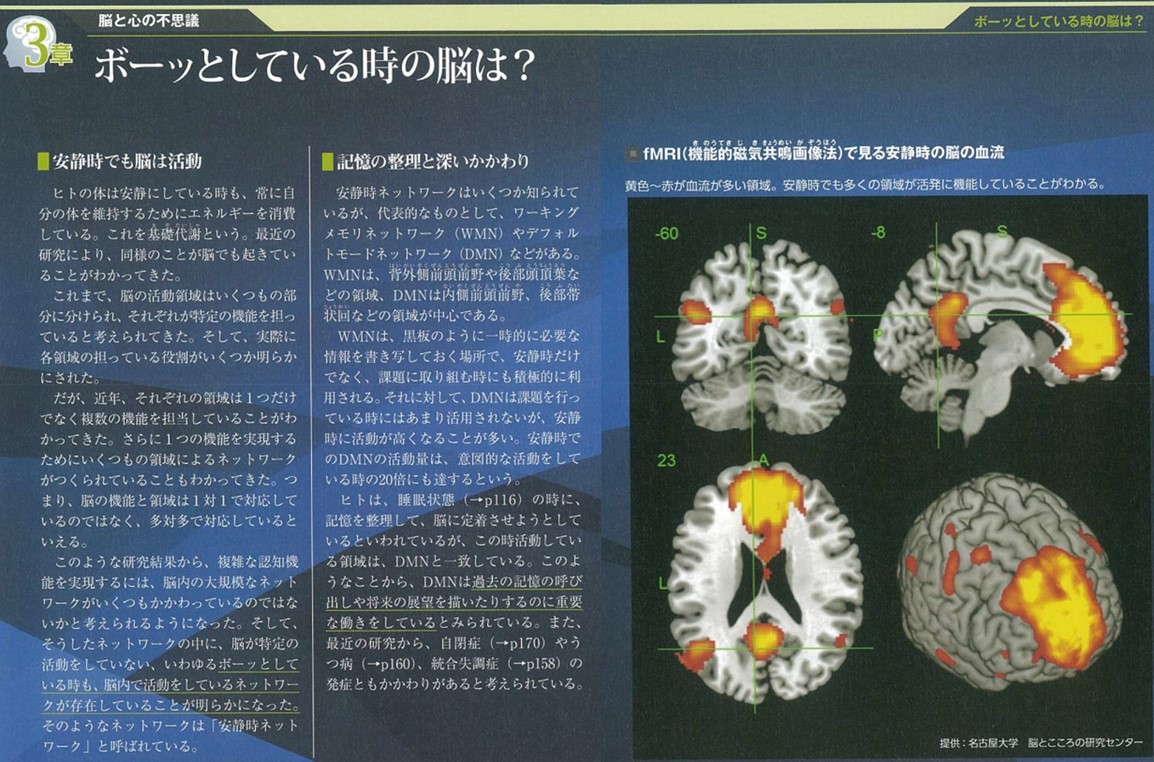 3章
脳と心の不思議
ボーッとしている時の脳は？
ボーッとしている時の脳は？
安静時でも脳は活動
ヒトの体は安静にしている時も、常に自
分の体を維持するためにエネルギーを消費
している。これを基礎代謝という。最近の
研究により、同様のことが脳でも起きてい
ることがわかってきた。
これまで、脳の活動領域はいくつもの部
分に分けられ、それぞれが特定の機能を担っ
ていると考えられてきた。そして、実際に
各領域の担っている役割がいくつか明らか
にされた。
だが、近年、それぞれの領域は１つだけ
でなく複数の機能を担当していることがわ
かってきた。さらに１つの機能を実現する
ためにいくつもの領域によるネットワーク
がつくられていることもわかってきた。つ
まり、脳の機能と領域は１対１で対応して
いるのではなく、多対多で対応していると
いえる。
このような研究結果から、複雑な認知機
能を実現するには、脳内の大規模なネット
ワークがいくつもかかわっているのではな
いかと考えられるようになった。そして、
そうしたネットワークの中に、脳が特定の
活動をしていない、いわゆるボーッとして
いる時も、脳内で活動をしているネットワー
クが存在していることが明らかになった。
そのようなネットワークは「安静時ネット
ワーク」と呼ばれている。
記憶の整理と深いかかわり
安静時ネットワークはいくつか知られて
いるが、代表的なものとして、ワーキング
メモリネットワーク（WMN）やデフォル
トモードネットワーク（DMN）などがある。
WMNは、背外側前頭前野や後部頭頂葉な
どの領域、DMNは内側前頭前野、後部帯
状回などの領域が中心である。
WMNは、黒板のように一時的に必要な
情報を書き写しておく場所で、安静時だけ
でなく、課題に取り組む時にも積極的に利
用される。それに対して、DMNは課題を行っ
ている時にはあまり活用されないが、安静
時に活動が高くなることが多い。安静時で
のDMNの活動量は、意図的な活動をして
いる時の20倍にも達するという。
ヒトは、睡眠状態（→p116）の時に、
記憶を整理して、脳に定着させようとして
いるといわれているが、この時活動してい
る領域は、DMNと一致している。このよ
うなことから、DMNは過去の記憶の呼び
出しや将来の展望を描いたりするのに重要
な働きをしているとみられている。また、
最近の研究から、自閉症（→p170）やう
つ病（→p160）、統合失調症（→p158）の
発症ともかかわりがあると考えられている。
fMRI（機能的磁気共鳴画像法）で見る安静時の脳の血流
黄色～赤が血流が多い領域。安静時でも多くの領域が活発に機能していることがわかる。
-60 S -8 S
L P
23 A
L
提供：名古屋大学　脳とこころの研究センター